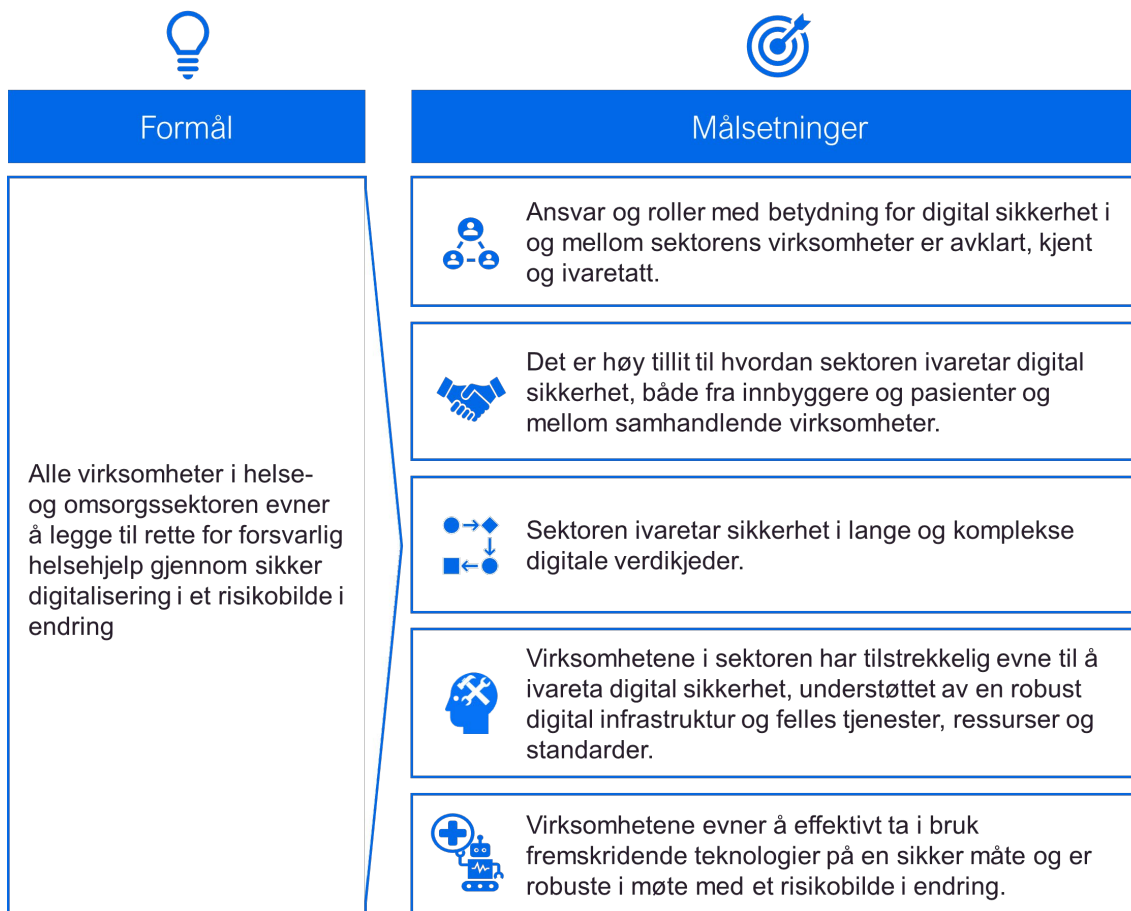 Formål
Målsetninger
Alle virksomheter i helse-
og omsorgssektoren evner
å legge til rette for forsvarlig
helsehjelp gjennom sikker
digitalisering i et risikobilde i
endring
Ansvar og roller med betydning for digital sikkerhet i
og mellom sektorens virksomheter er avklart, kjent
og ivaretatt.
Det er høy tillit til hvordan sektoren ivaretar digital
sikkerhet, både fra innbyggere og pasienter og
mellom samhandlende virksomheter.
Sektoren ivaretar sikkerhet i lange og komplekse
digitale verdikjeder.
Virksomhetene i sektoren har tilstrekkelig evne til å
ivareta digital sikkerhet, understøttet av en robust
digital infrastruktur og felles tjenester, ressurser og
standarder.
Virksomhetene evner å effektivt ta i bruk
fremskridende teknologier på en sikker måte og er
robuste i møte med et risikobilde i endring.